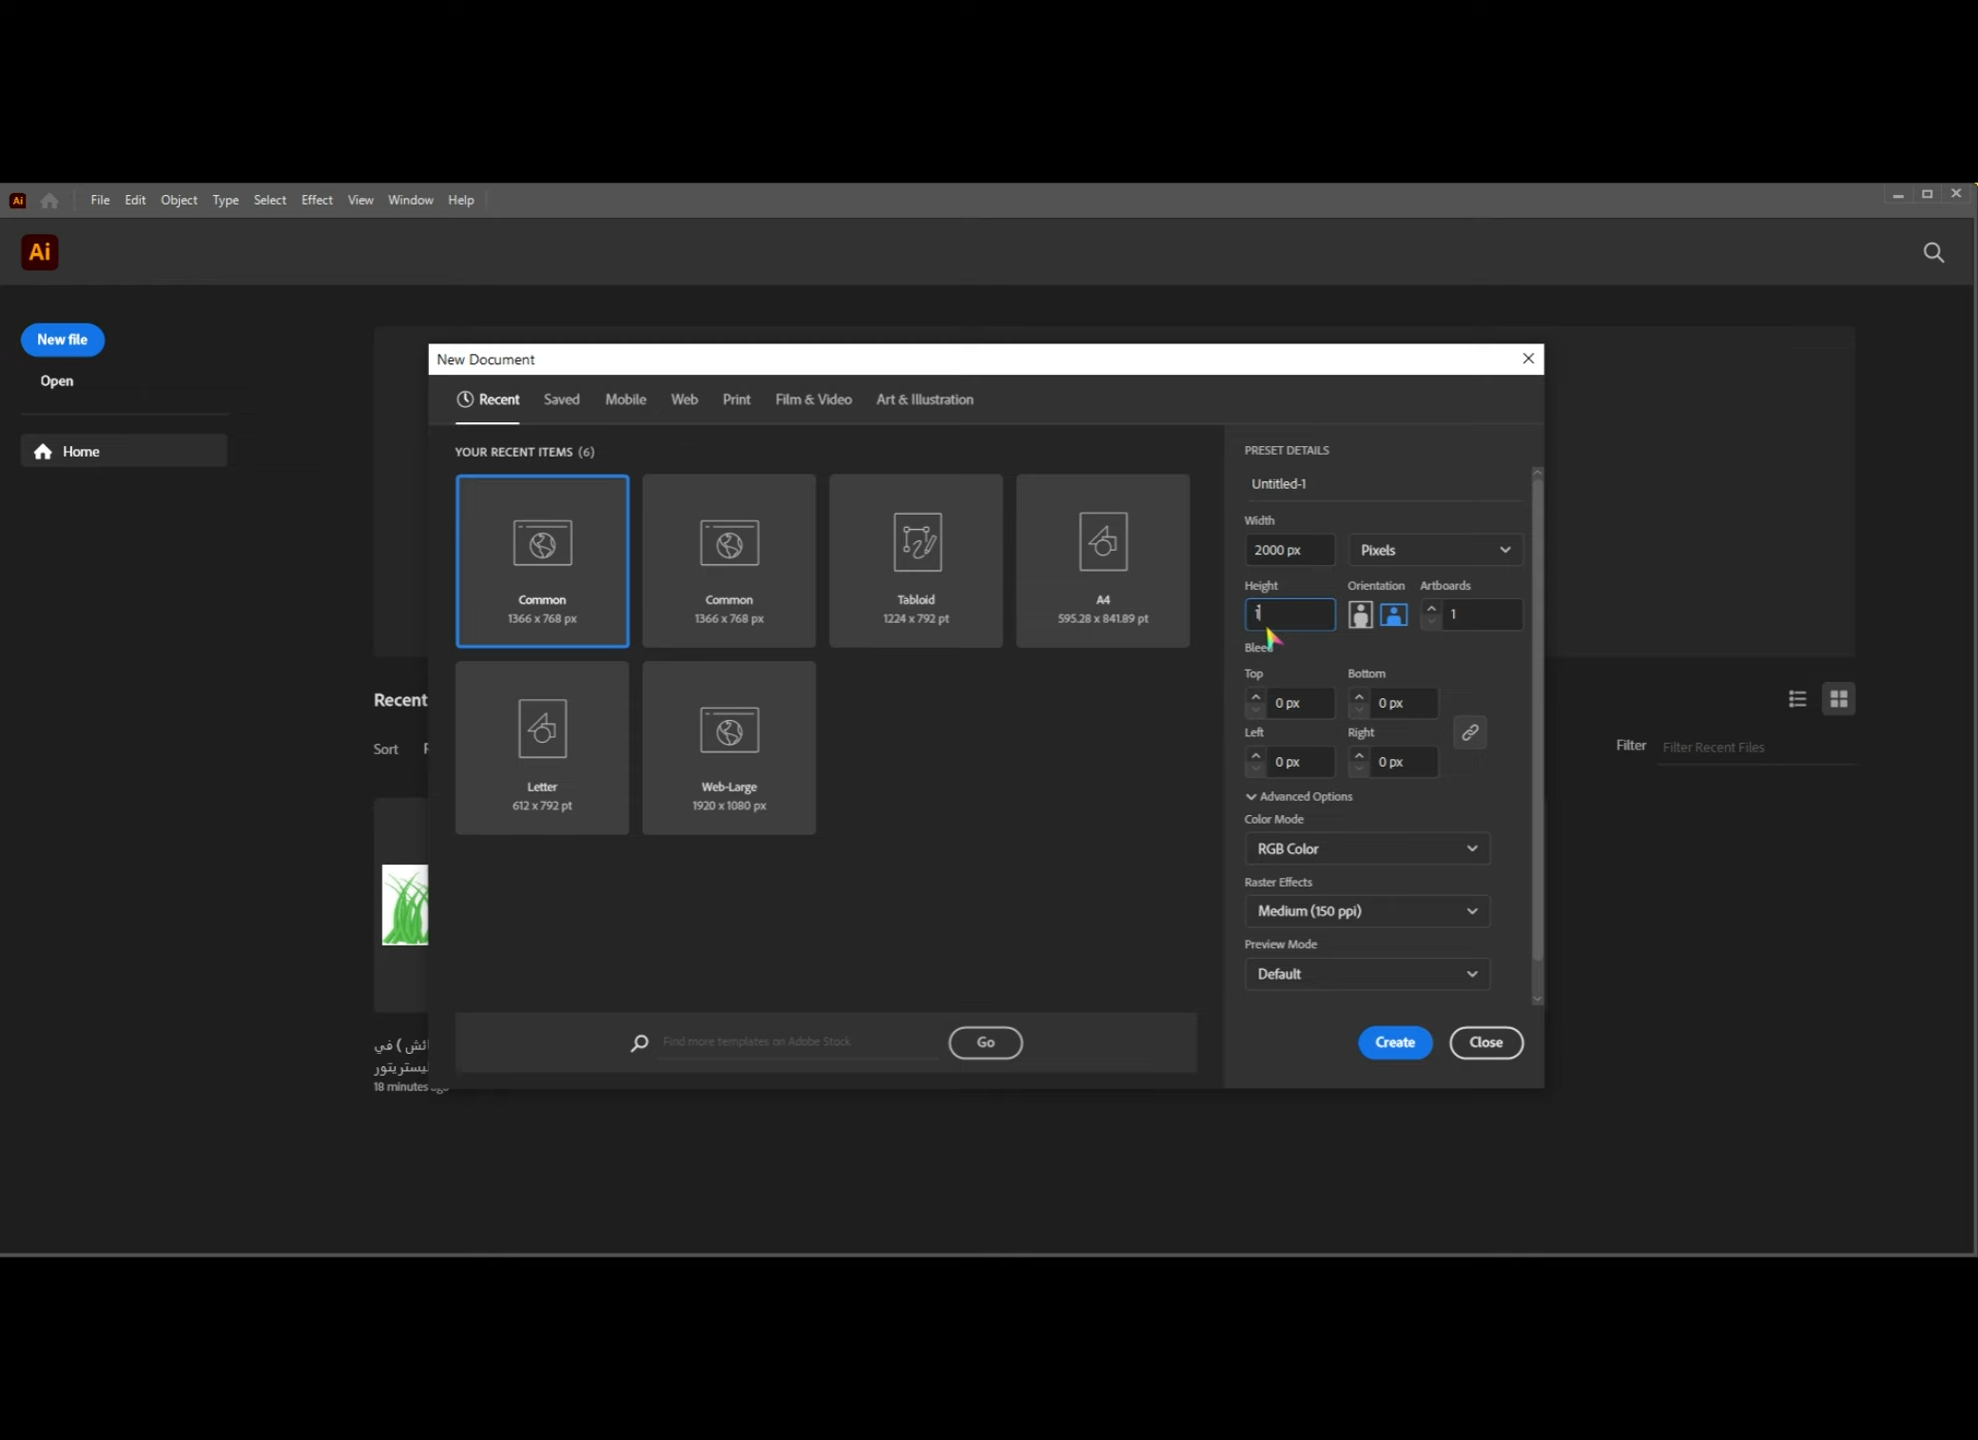 Ai
File Edit Object Type Select Effect View Window Help
Ai
New file
Open
Home
New Document
Recent Saved Mobile Web Print Film & Video Art & Illustration
YOUR RECENT ITEMS (6)
Common
1366 x 768 px
Common
1366 x 768 px
Tabloid
1224 x 792 pt
A4
595.28 x 841.89 pt
Letter
612 x 792 pt
Web-Large
1920 x 1080 px
Find more templates on Adobe Stock
Go
PRESET DETAILS
Untitled-1
Width
2000 px Pixels
Height Orientation Artboards
1 1
Bleed
Top Bottom
0 px 0 px
Left Right
0 px 0 px
Advanced Options
Color Mode
RGB Color
Raster Effects
Medium (150 ppi)
Preview Mode
Default
Create Close
Recent
Sort
Filter Filter Recent Files
في
18 minutes ago